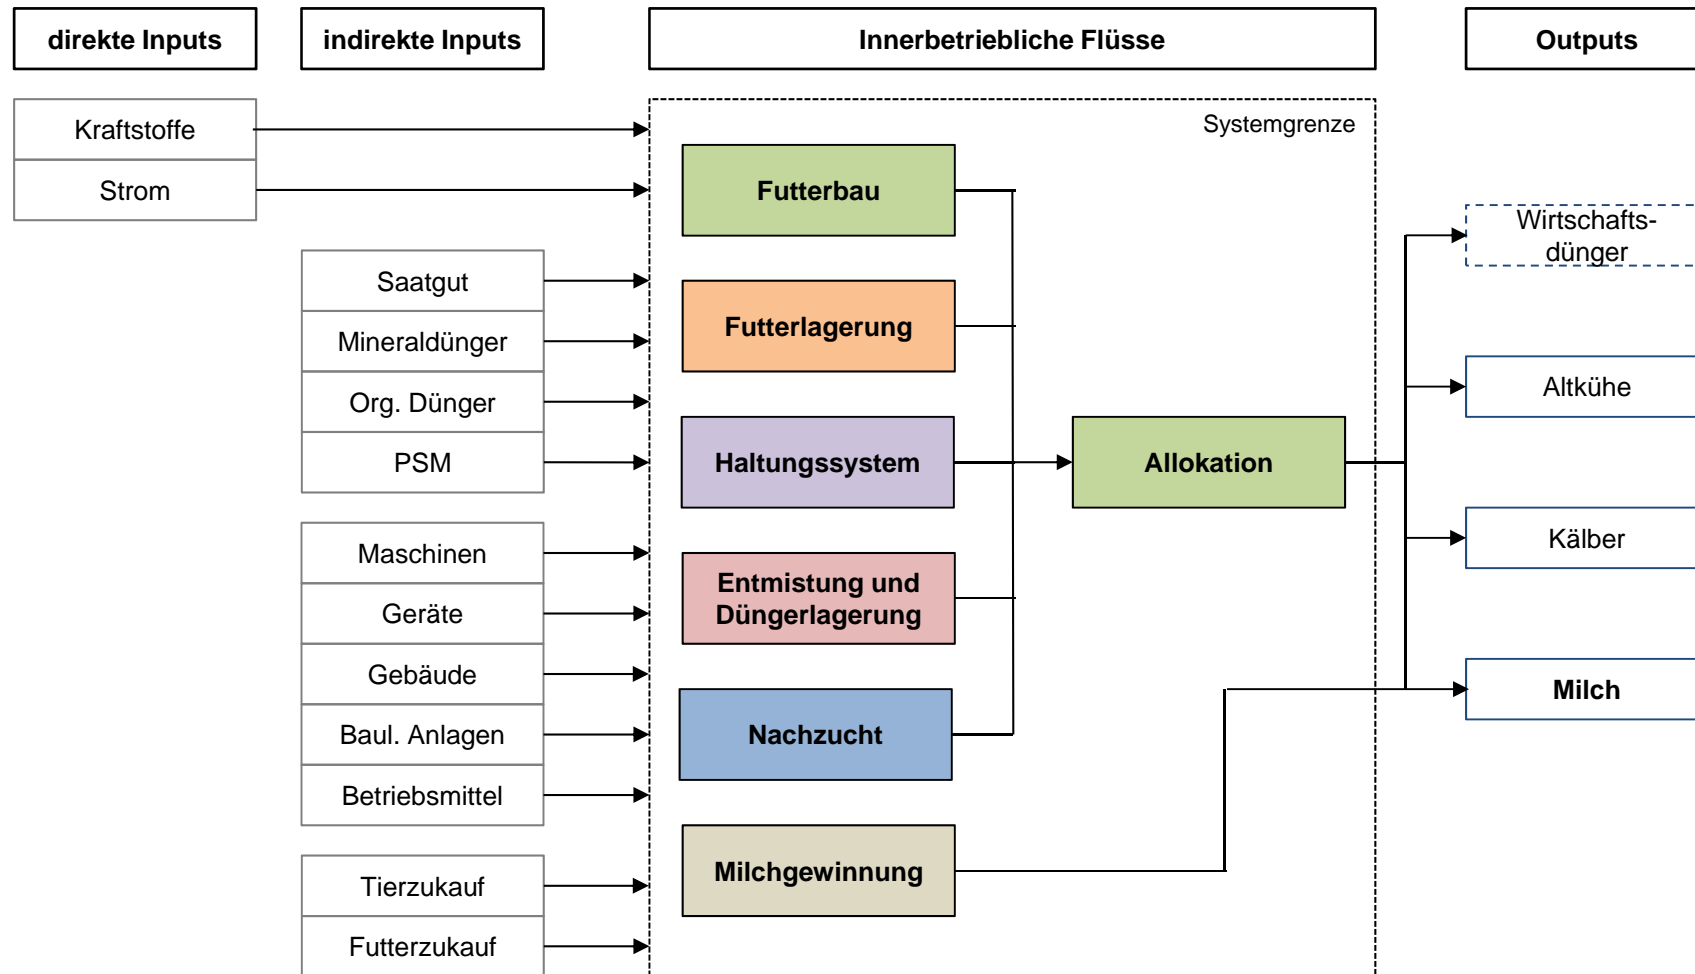 direkte Inputs
indirekte Inputs
Innerbetriebliche Flüsse
Outputs
Kraftstoffe
Strom
Saatgut
Mineraldünger
Org. Dünger
PSM
Maschinen
Geräte
Gebäude
Baul. Anlagen
Betriebsmittel
Tierzukauf
Futterzukauf
Systemgrenze
Futterbau
Futterlagerung
Haltungssystem
Entmistung und
Düngerlagerung
Nachzucht
Milchgewinnung
Allokation
Wirtschafts-
dünger
Altkühe
Kälber
Milch